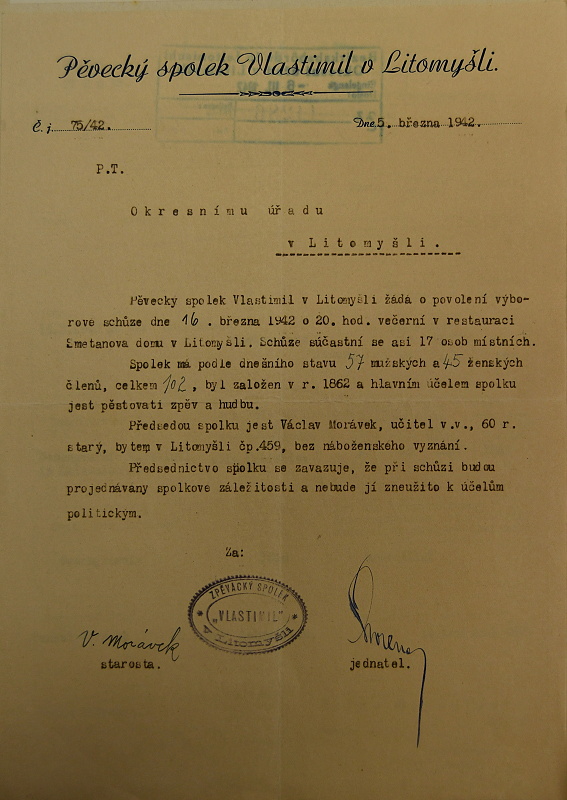 Pěvecký spolek Vlastimil v Litomyšli.
Č. j. 75/42.
Dne 5. března 1942.
P.T.
Okresnímu úřadu
v Litomyšli.
Pěvecký spolek Vlastimil v Litomyšli žádá o povolení výbo-
rové schůze dne 16. března 1942 o 20. hod. večerní v restauraci
Smetanova domu v Litomyšli. Schůze súčastní se asi 17 osob místních.
Spolek má podle dnešního stavu 57 mužských a 45 ženských
členů, celkem 102, byl založen v r. 1862 a hlavním účelem spolku
jest pěstovati zpěv a hudbu.
Předsedou spolku jest Václav Morávek, učitel v.v., 60 r.
starý, bytem v Litomyšli čp.459, bez náboženského vyznání.
Předsednictvo spolku se zavazuje, že při schůzi budou
projednávany spolkové záležitosti a nebude jí zneužito k účelům
politickým.
Za:
ZPĚVÁCKÝ SPOLEK
„VLASTIMIL"
v Litomyšli
V. Morávek
starosta.
jednatel.